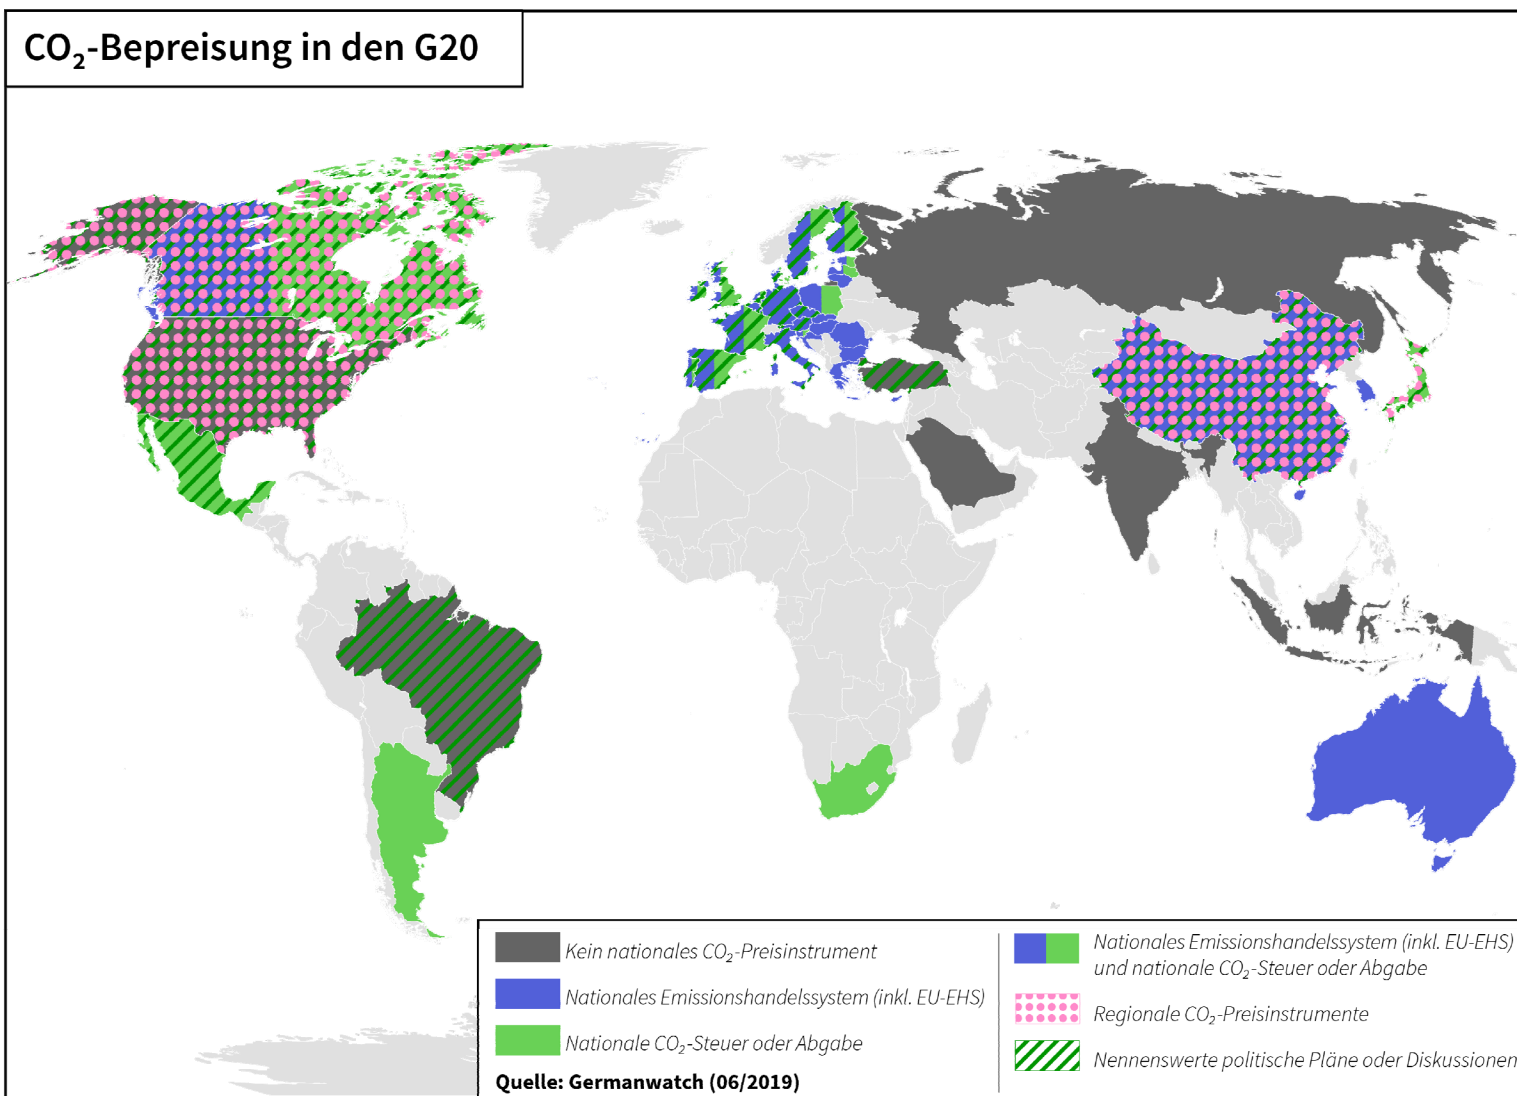 CO₂-Bepreisung in den G20
Kein nationales CO₂-Preisinstrument
Nationales Emissionshandelssystem (inkl. EU-EHS)
Nationale CO₂-Steuer oder Abgabe
Quelle: Germanwatch (06/2019)
Nationales Emissionshandelssystem (inkl. EU-EHS)
und nationale CO₂-Steuer oder Abgabe
Regionale CO₂-Preisinstrumente
Nennenswerte politische Pläne oder Diskussionen